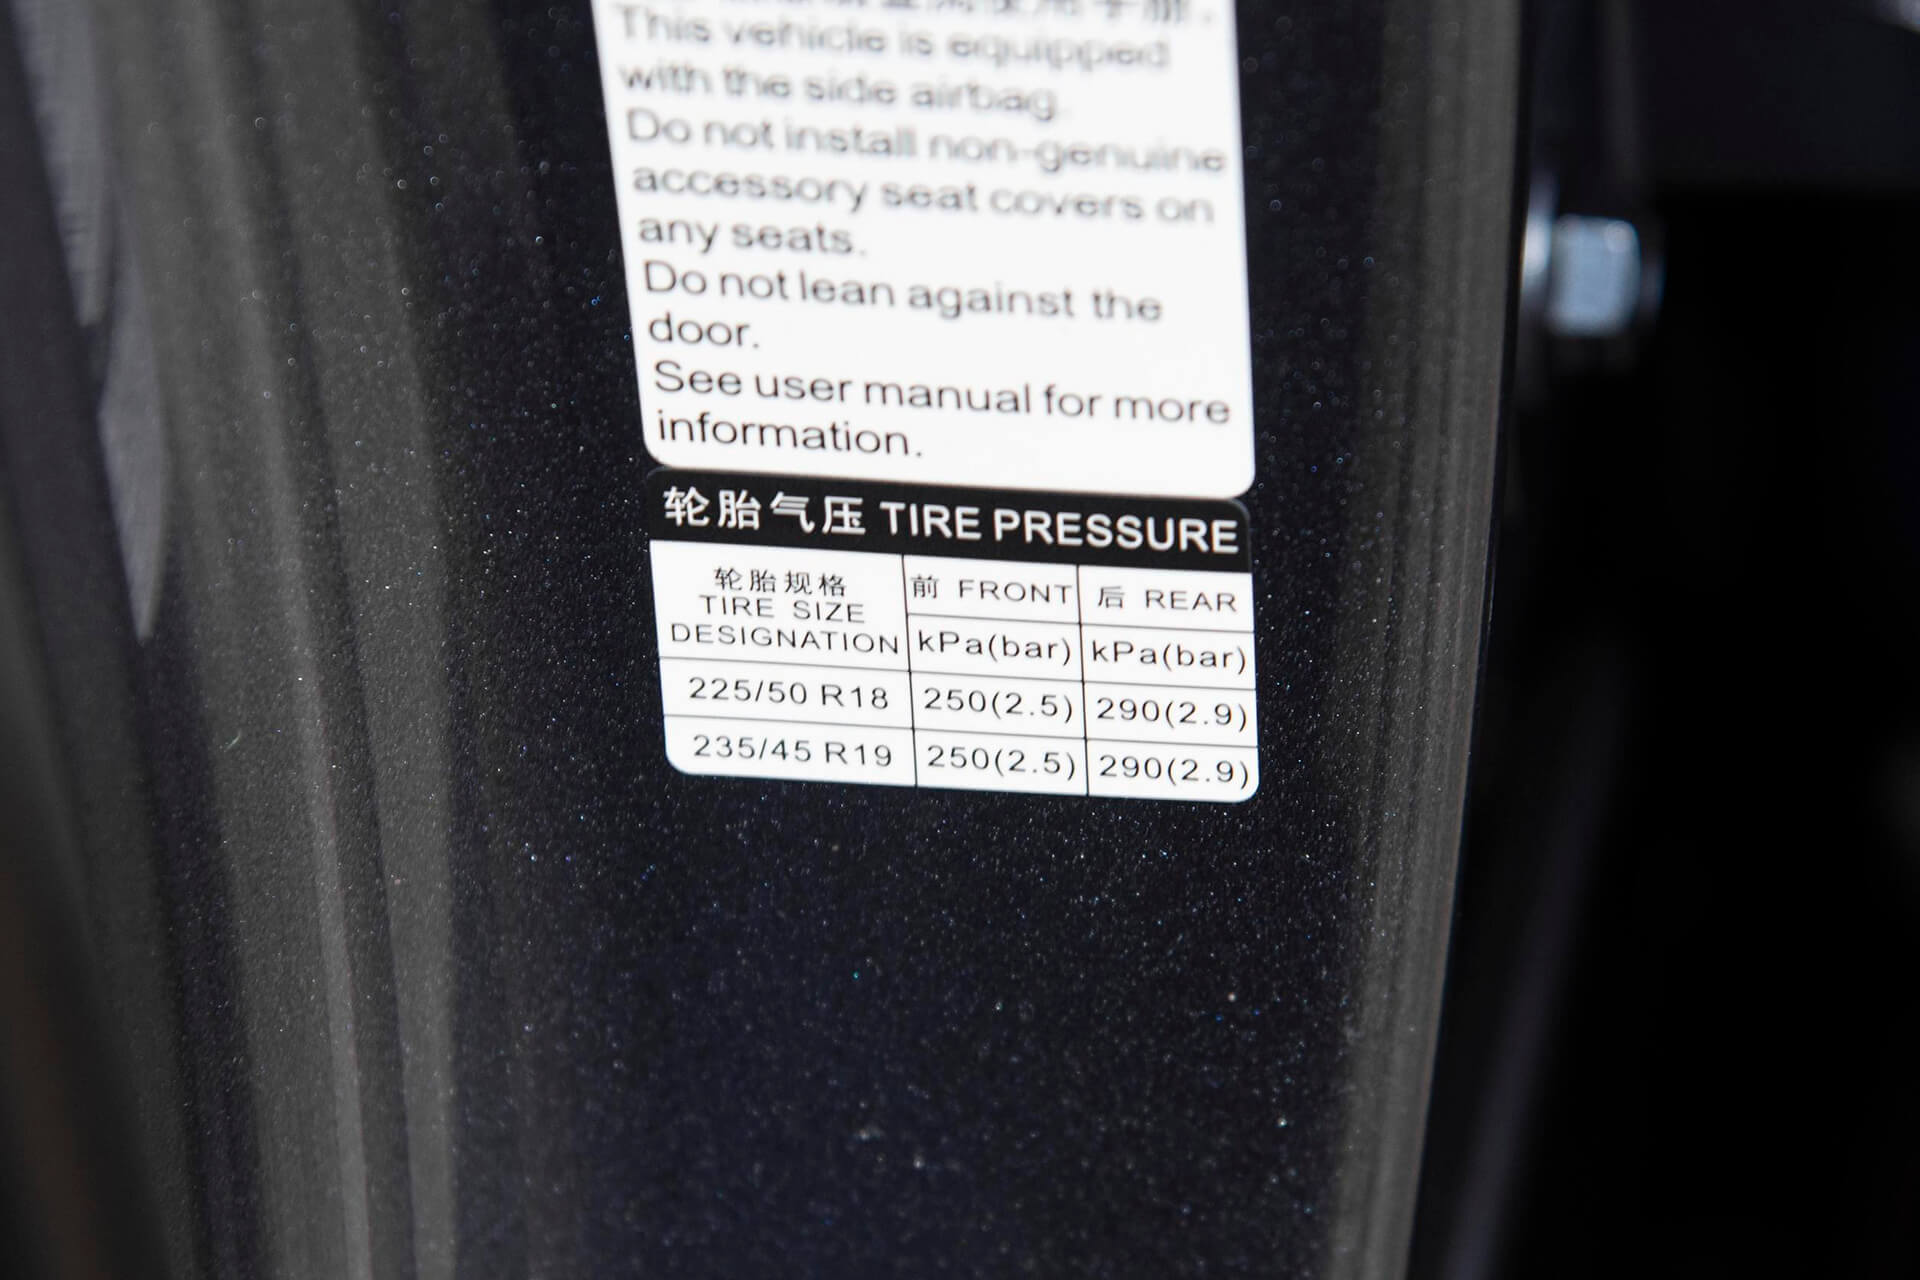 This vehicle is equipped
with the side airbag.
Do not install non-genuine
accessory seat covers on
any seats.
Do not lean against the
door.
See user manual for more
information.
轮胎气压 TIRE PRESSURE
轮胎规格
TIRE SIZE
DESIGNATION
前 FRONT 后 REAR
kPa(bar) kPa(bar)
225/50 R18 250(2.5) 290(2.9)
235/45 R19 250(2.5) 290(2.9)